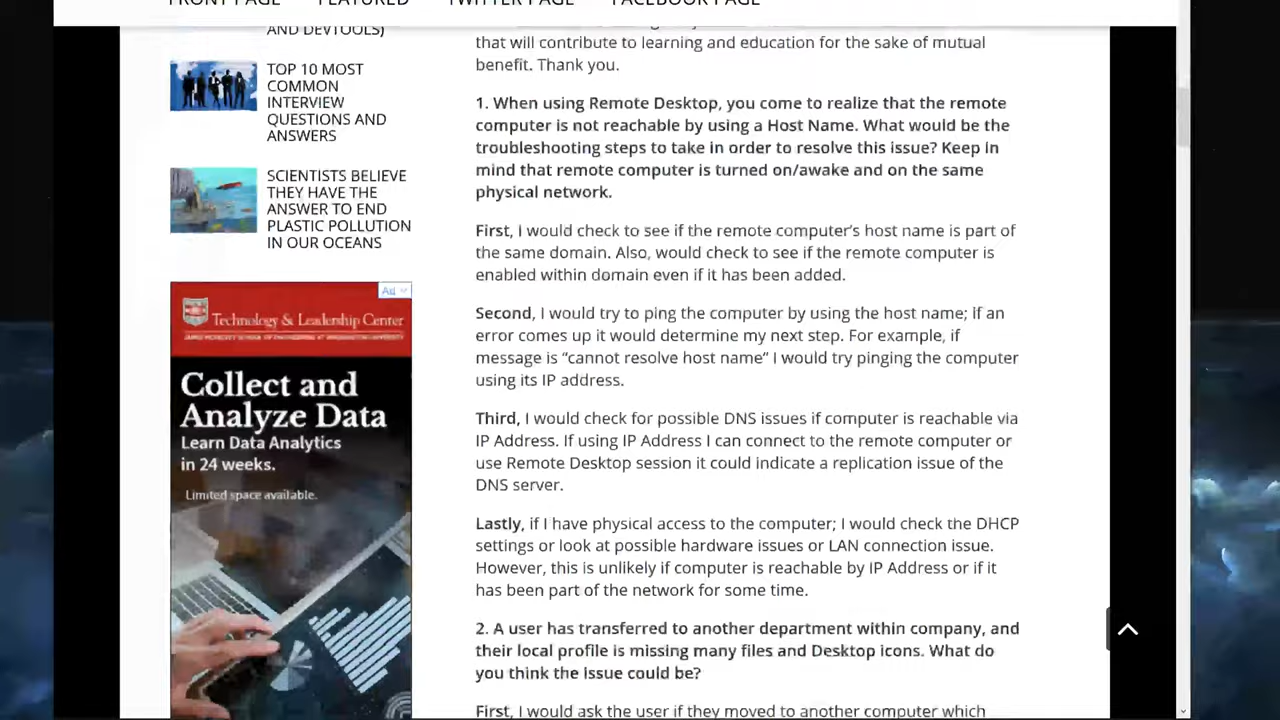 FRONT PAGE FEATURED TWITTER PAGE FACEBOOK PAGE
AND DEVTOOLS)
TOP 10 MOST
COMMON
INTERVIEW
QUESTIONS AND
ANSWERS
SCIENTISTS BELIEVE
THEY HAVE THE
ANSWER TO END
PLASTIC POLLUTION
IN OUR OCEANS
Ad
Technology & Leadership Center
Collect and
Analyze Data
Learn Data Analytics
in 24 weeks.
Limited space available.
that will contribute to learning and education for the sake of mutual
benefit. Thank you.
1. When using Remote Desktop, you come to realize that the remote
computer is not reachable by using a Host Name. What would be the
troubleshooting steps to take in order to resolve this issue? Keep in
mind that remote computer is turned on/awake and on the same
physical network.
First, I would check to see if the remote computer's host name is part of
the same domain. Also, would check to see if the remote computer is
enabled within domain even if it has been added.
Second, I would try to ping the computer by using the host name; if an
error comes up it would determine my next step. For example, if
message is “cannot resolve host name” I would try pinging the computer
using its IP address.
Third, I would check for possible DNS issues if computer is reachable via
IP Address. If using IP Address I can connect to the remote computer or
use Remote Desktop session it could indicate a replication issue of the
DNS server.
Lastly, if I have physical access to the computer; I would check the DHCP
settings or look at possible hardware issues or LAN connection issue.
However, this is unlikely if computer is reachable by IP Address or if it
has been part of the network for some time.
2. A user has transferred to another department within company, and
their local profile is missing many files and Desktop icons. What do
you think the issue could be?
First, I would ask the user if they moved to another computer which